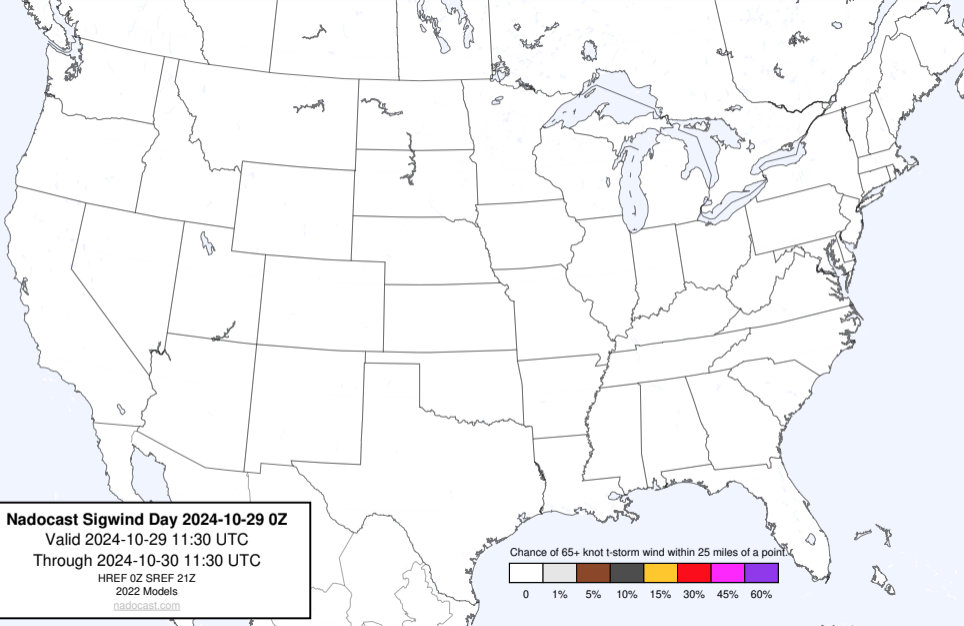 Nadocast Sigwind Day 2024-10-29 0Z
Valid 2024-10-29 11:30 UTC
Through 2024-10-30 11:30 UTC
HREF 0Z SREF 21Z
2022 Models
nadocast.com
Chance of 65+ knot t-storm wind within 25 miles of a point.
0 1% 5% 10% 15% 30% 45% 60%